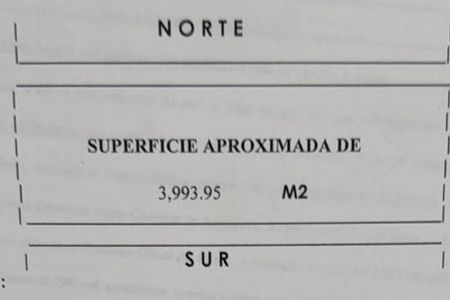 NORTE
SUPERFICIE APROXIMADA DE
3,993.95 M2
SUR
: